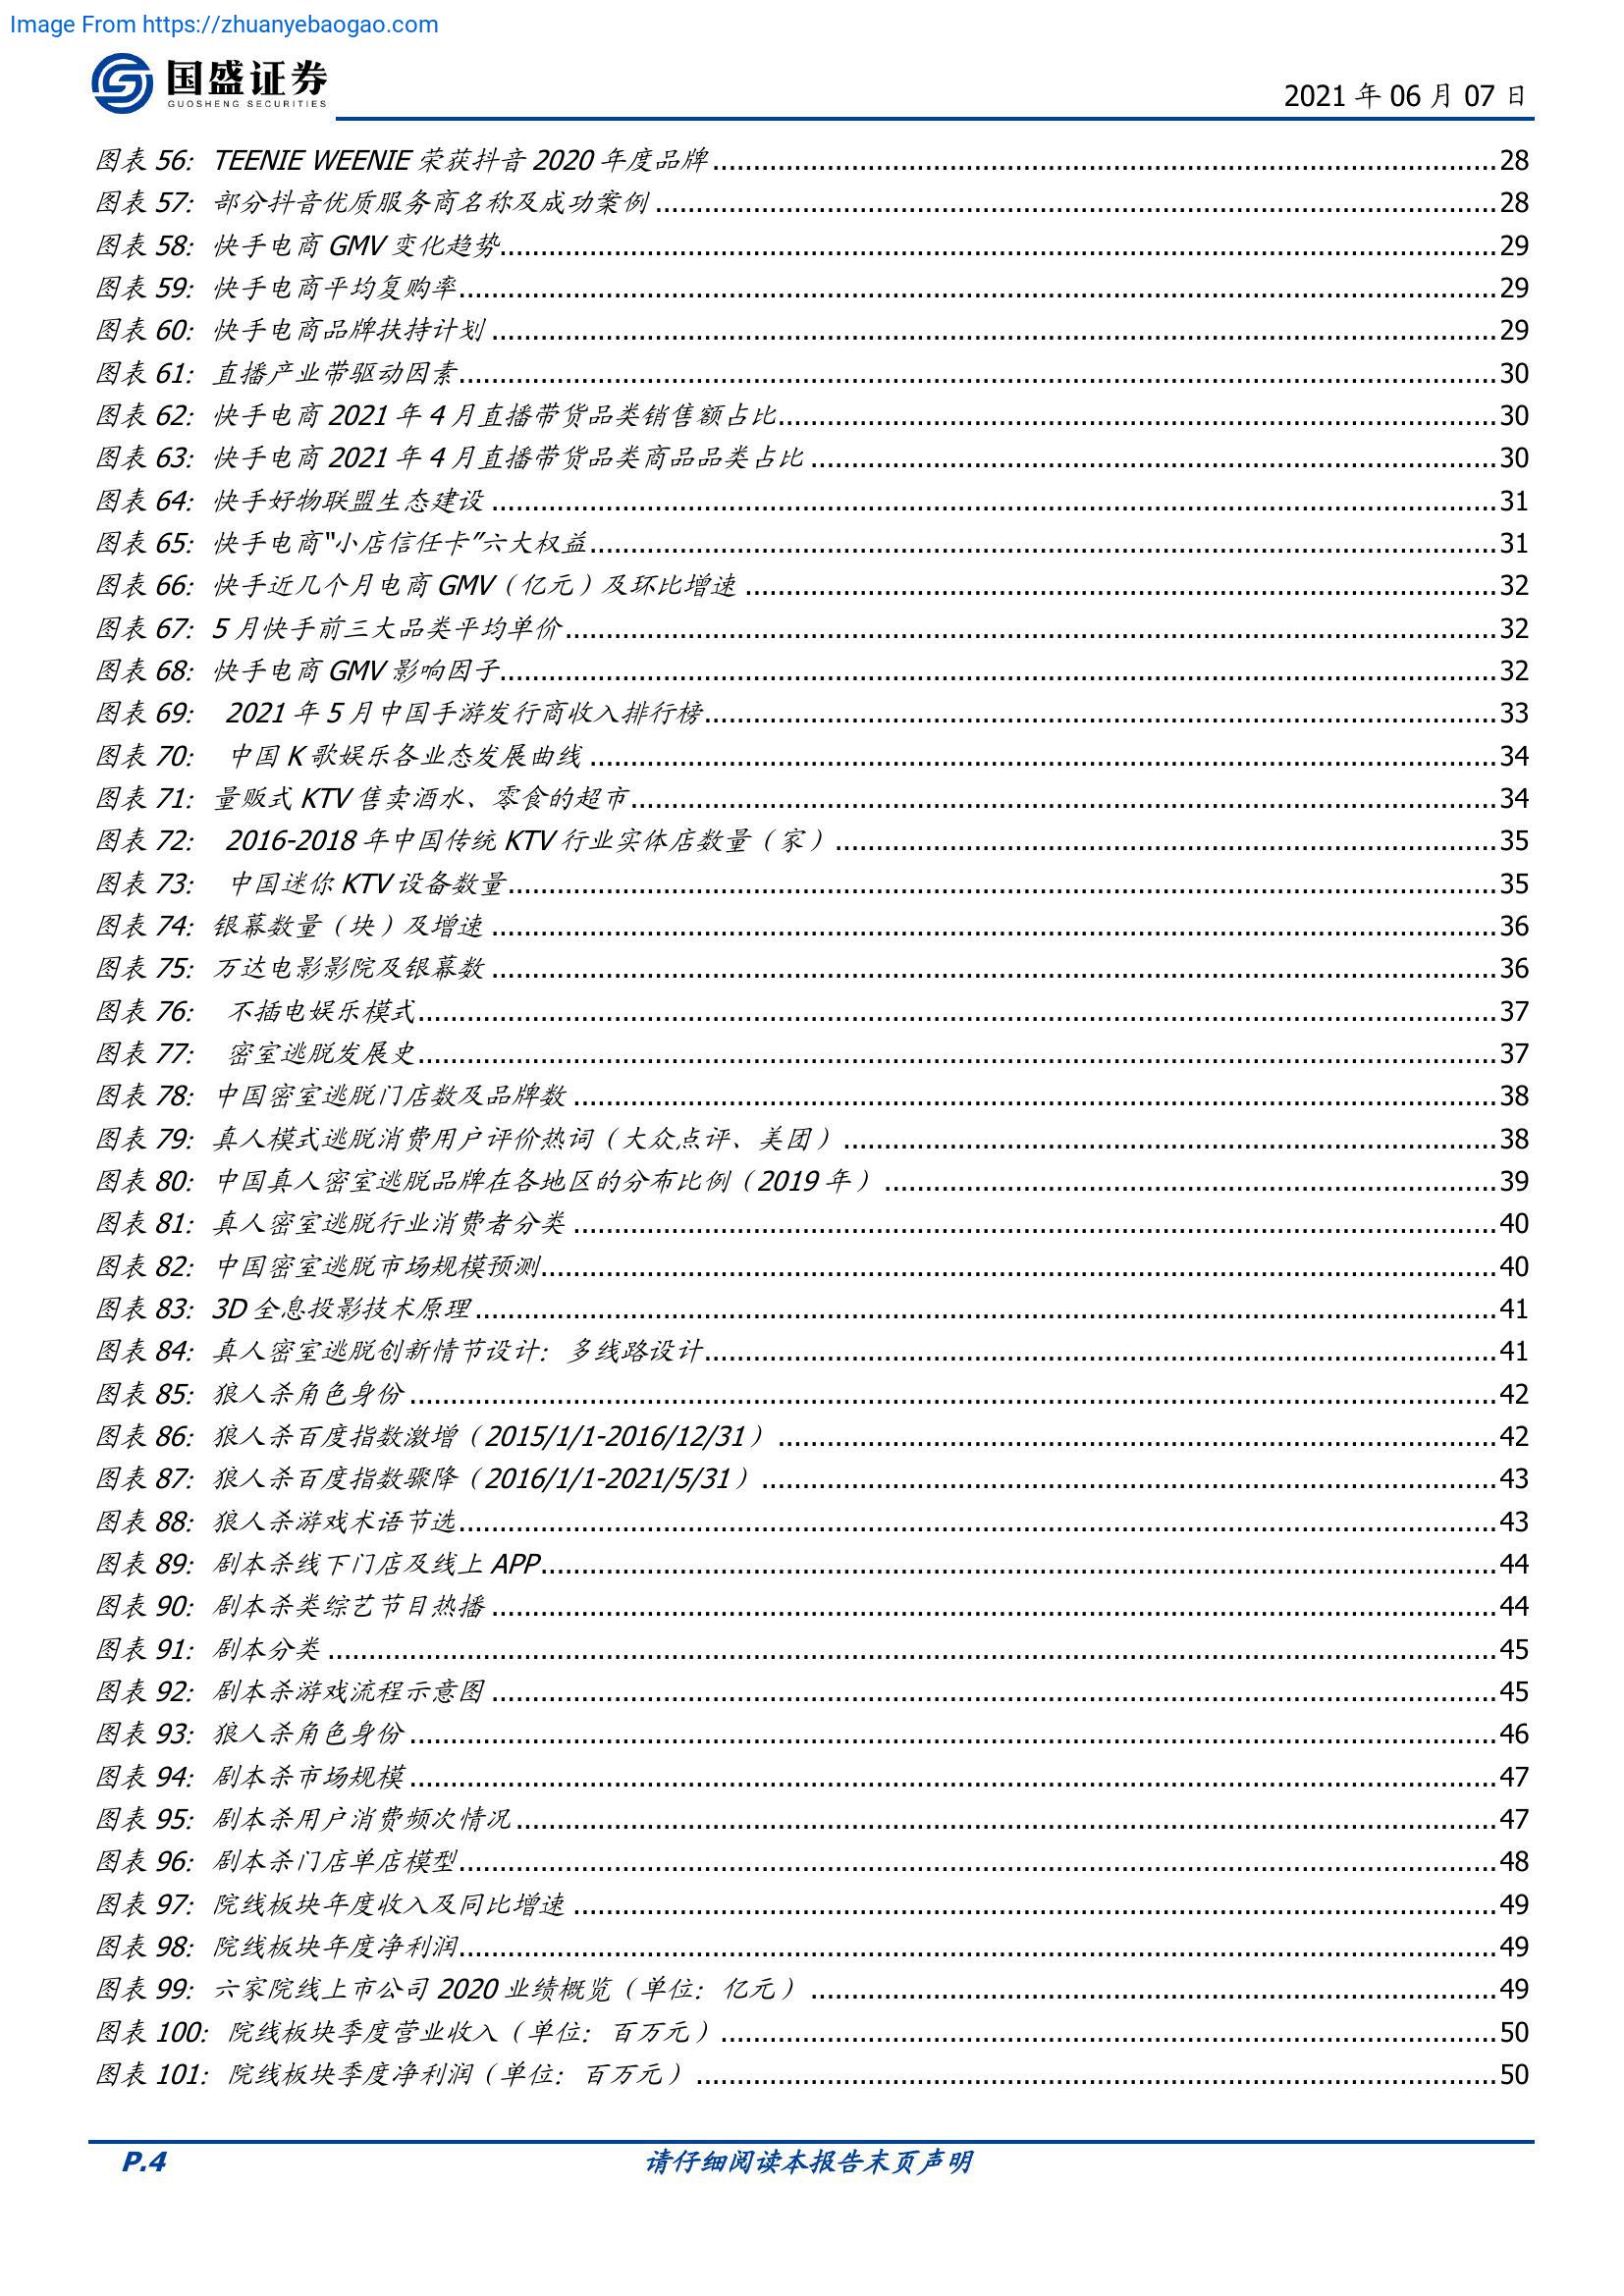 Image From https://zhuanyebaogao.com
国盛证券
GUOSHENG SECURITIES
2021 年 06 月 07 日
图表 56：TEENIE WEENIE 荣获抖音 2020 年度品牌 28
图表 57：部分抖音优质服务商名称及成功案例 28
图表 58：快手电商 GMV 变化趋势 29
图表 59：快手电商平均复购率 29
图表 60：快手电商品牌扶持计划 29
图表 61：直播产业带驱动因素 30
图表 62：快手电商 2021 年 4 月直播带货品类销售额占比 30
图表 63：快手电商 2021 年 4 月直播带货品类商品品类占比 30
图表 64：快手好物联盟生态建设 31
图表 65：快手电商“小店信任卡”六大权益 31
图表 66：快手近几个月电商 GMV（亿元）及环比增速 32
图表 67：5 月快手前三大品类平均单价 32
图表 68：快手电商 GMV 影响因子 32
图表 69： 2021 年 5 月中国手游发行商收入排行榜 33
图表 70： 中国 K 歌娱乐各业态发展曲线 34
图表 71：量贩式 KTV 售卖酒水、零食的超市 34
图表 72： 2016-2018 年中国传统 KTV 行业实体店数量（家） 35
图表 73： 中国迷你 KTV 设备数量 35
图表 74：银幕数量（块）及增速 36
图表 75：万达电影影院及银幕数 36
图表 76： 不插电娱乐模式 37
图表 77： 密室逃脱发展史 37
图表 78：中国密室逃脱门店数及品牌数 38
图表 79：真人模式逃脱消费用户评价热词（大众点评、美团） 38
图表 80：中国真人密室逃脱品牌在各地区的分布比例（2019 年） 39
图表 81：真人密室逃脱行业消费者分类 40
图表 82：中国密室逃脱市场规模预测 40
图表 83：3D 全息投影技术原理 41
图表 84：真人密室逃脱创新情节设计：多线路设计 41
图表 85：狼人杀角色身份 42
图表 86：狼人杀百度指数激增（2015/1/1-2016/12/31） 42
图表 87：狼人杀百度指数骤降（2016/1/1-2021/5/31） 43
图表 88：狼人杀游戏术语节选 43
图表 89：剧本杀线下门店及线上 APP 44
图表 90：剧本杀类综艺节目热播 44
图表 91：剧本分类 45
图表 92：剧本杀游戏流程示意图 45
图表 93：狼人杀角色身份 46
图表 94：剧本杀市场规模 47
图表 95：剧本杀用户消费频次情况 47
图表 96：剧本杀门店单店模型 48
图表 97：院线板块年度收入及同比增速 49
图表 98：院线板块年度净利润 49
图表 99：六家院线上市公司 2020 业绩概览（单位：亿元） 49
图表 100：院线板块季度营业收入（单位：百万元） 50
图表 101：院线板块季度净利润（单位：百万元） 50
P.4
请仔细阅读本报告末页声明